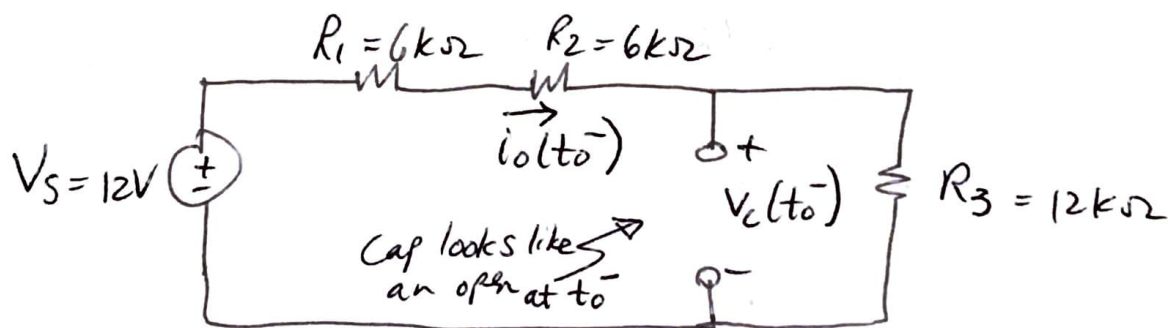 R₁ = 6kΩ
R₂ = 6kΩ
i₀(t₀⁻)
Vs = 12V
+
-
+
Vc(t₀⁻)
-
R₃ = 12kΩ
Cap looks like
an open at t₀⁻